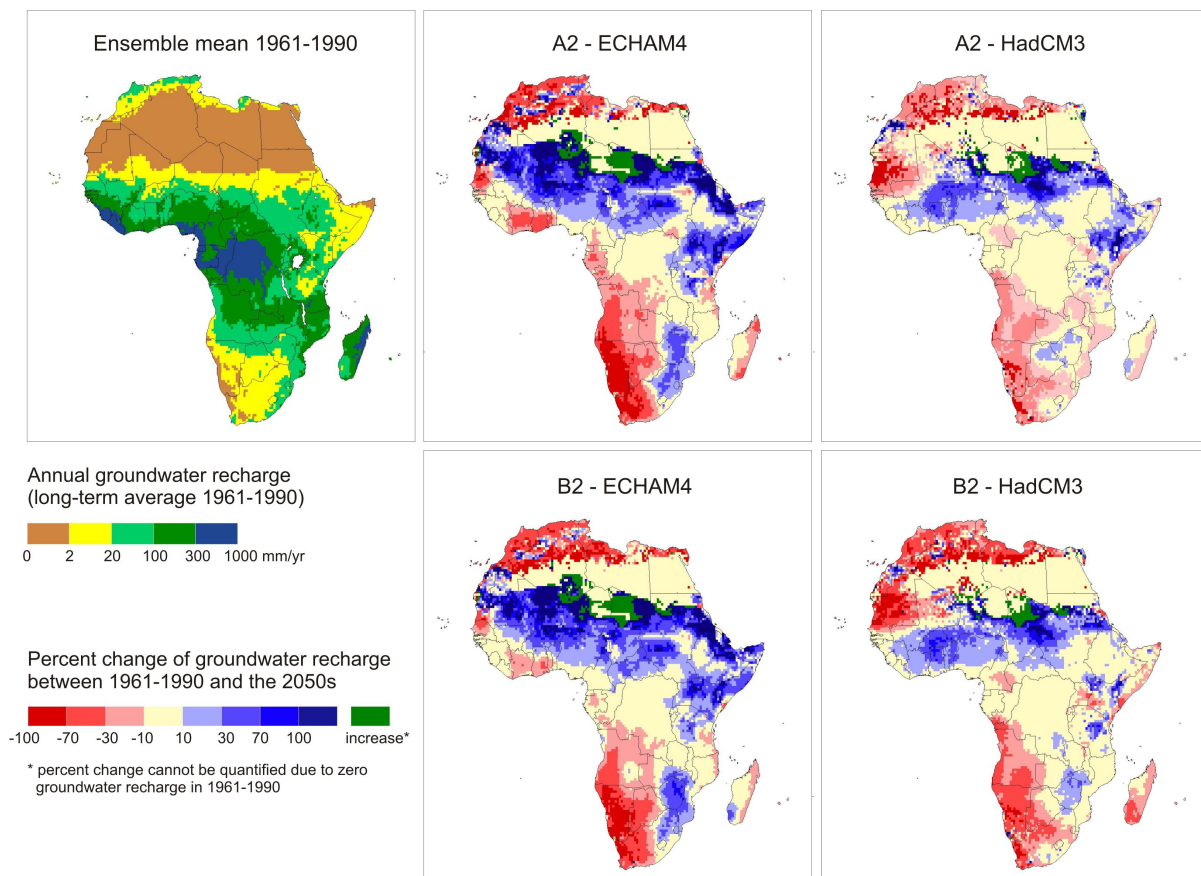 Ensemble mean 1961-1990
A2 - ECHAM4
A2 - HadCM3
Annual groundwater recharge
(long-term average 1961-1990)
0 2 20 100 300 1000 mm/yr
B2 - ECHAM4
B2 - HadCM3
Percent change of groundwater recharge
between 1961-1990 and the 2050s
-100 -70 -30 -10 10 30 70 100 increase*
* percent change cannot be quantified due to zero
groundwater recharge in 1961-1990